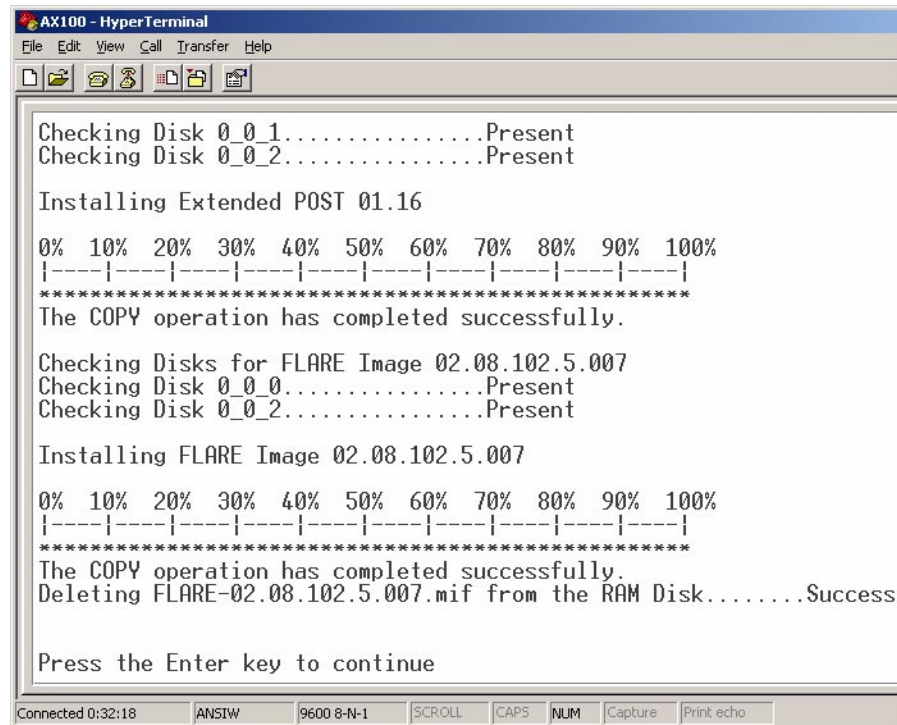 AX100 - HyperTerminal
File Edit View Call Transfer Help
Checking Disk 0_0_1................Present
Checking Disk 0_0_2................Present
Installing Extended POST 01.16
0% 10% 20% 30% 40% 50% 60% 70% 80% 90% 100%
|----|----|----|----|----|----|----|----|----|----|
*************************************************************
The COPY operation has completed successfully.
Checking Disks for FLARE Image 02.08.102.5.007
Checking Disk 0_0_0................Present
Checking Disk 0_0_2................Present
Installing FLARE Image 02.08.102.5.007
0% 10% 20% 30% 40% 50% 60% 70% 80% 90% 100%
|----|----|----|----|----|----|----|----|----|----|
*************************************************************
The COPY operation has completed successfully.
Deleting FLARE-02.08.102.5.007.mif from the RAM Disk........Success
Press the Enter key to continue
Connected 0:32:18 ANSIW 9600 8-N-1 SCROLL CAPS NUM Capture Print echo